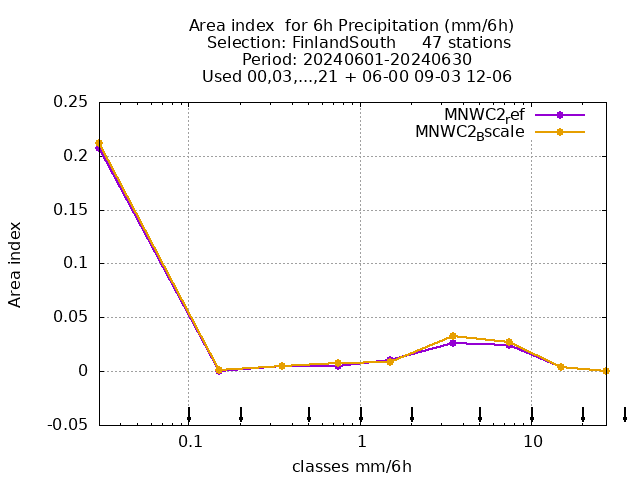 Area index  for 6h Precipitation (mm/6h)
Selection: FinlandSouth     47 stations
Period: 20240601-20240630
Used 00,03,...,21 + 06-00 09-03 12-06
MNWC2_ref
MNWC2_Bscale
0.25
0.2
0.15
0.1
0.05
0
-0.05
Area index
0.1 1 10
classes mm/6h